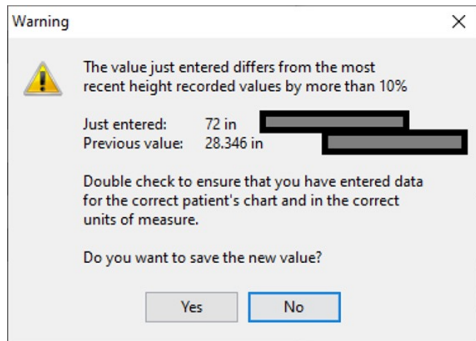 Warning
The value just entered differs from the most
recent height recorded values by more than 10%
Just entered: 72 in
Previous value: 28.346 in
Double check to ensure that you have entered data
for the correct patient's chart and in the correct
units of measure.
Do you want to save the new value?
Yes No